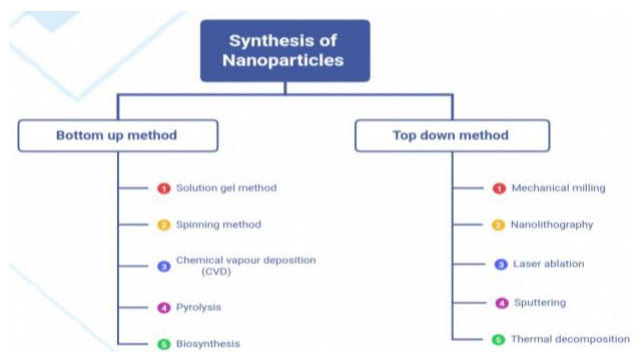 Synthesis of
Nanoparticles
Bottom up method
1 Solution gel method
2 Spinning method
3 Chemical vapour deposition
(CVD)
4 Pyrolysis
5 Biosynthesis
Top down method
1 Mechanical milling
2 Nanolithography
3 Laser ablation
4 Sputtering
5 Thermal decomposition